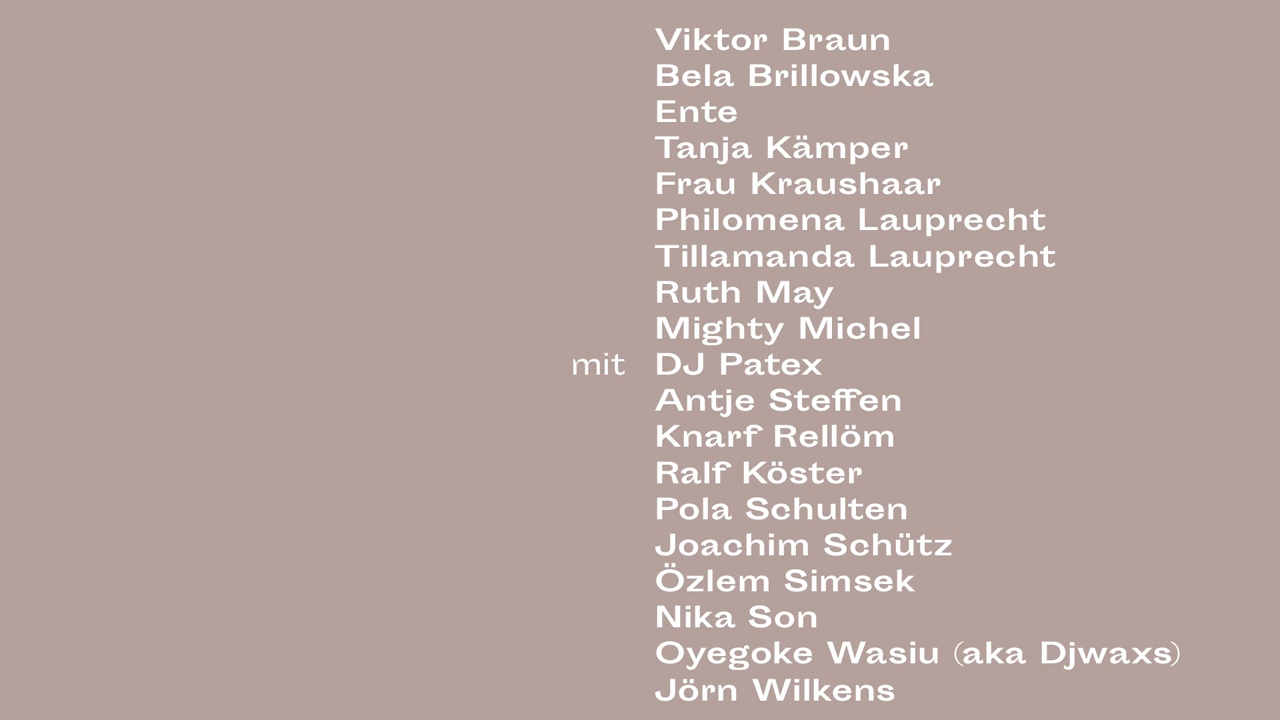 Viktor Braun
Bela Brillowska
Ente
Tanja Kämper
Frau Kraushaar
Philomena Lauprecht
Tillamanda Lauprecht
Ruth May
Mighty Michel
mit DJ Patex
Antje Steffen
Knarf Rellöm
Ralf Köster
Pola Schulten
Joachim Schütz
Özlem Simsek
Nika Son
Oyegoke Wasiu (aka Djwaxs)
Jörn Wilkens